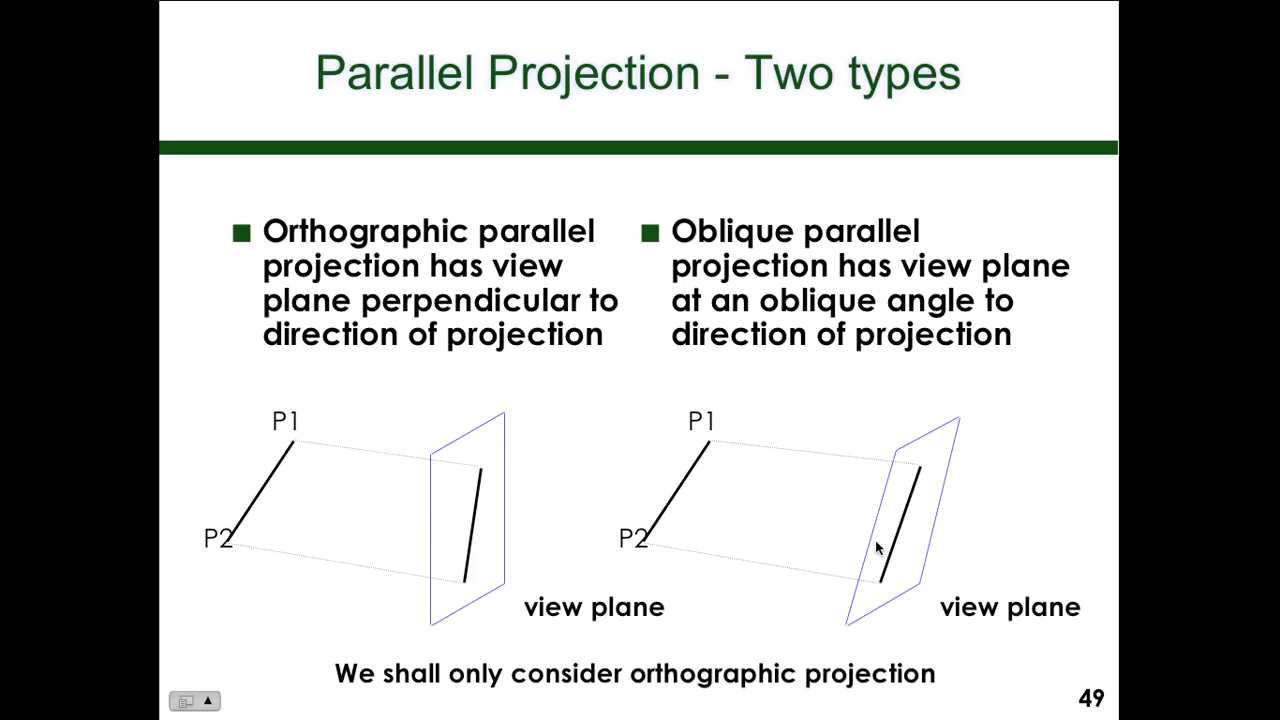 Parallel Projection - Two types
Orthographic parallel
projection has view
plane perpendicular to
direction of projection
Oblique parallel
projection has view plane
at an oblique angle to
direction of projection
P1
P2
view plane
P1
P2
view plane
We shall only consider orthographic projection
49